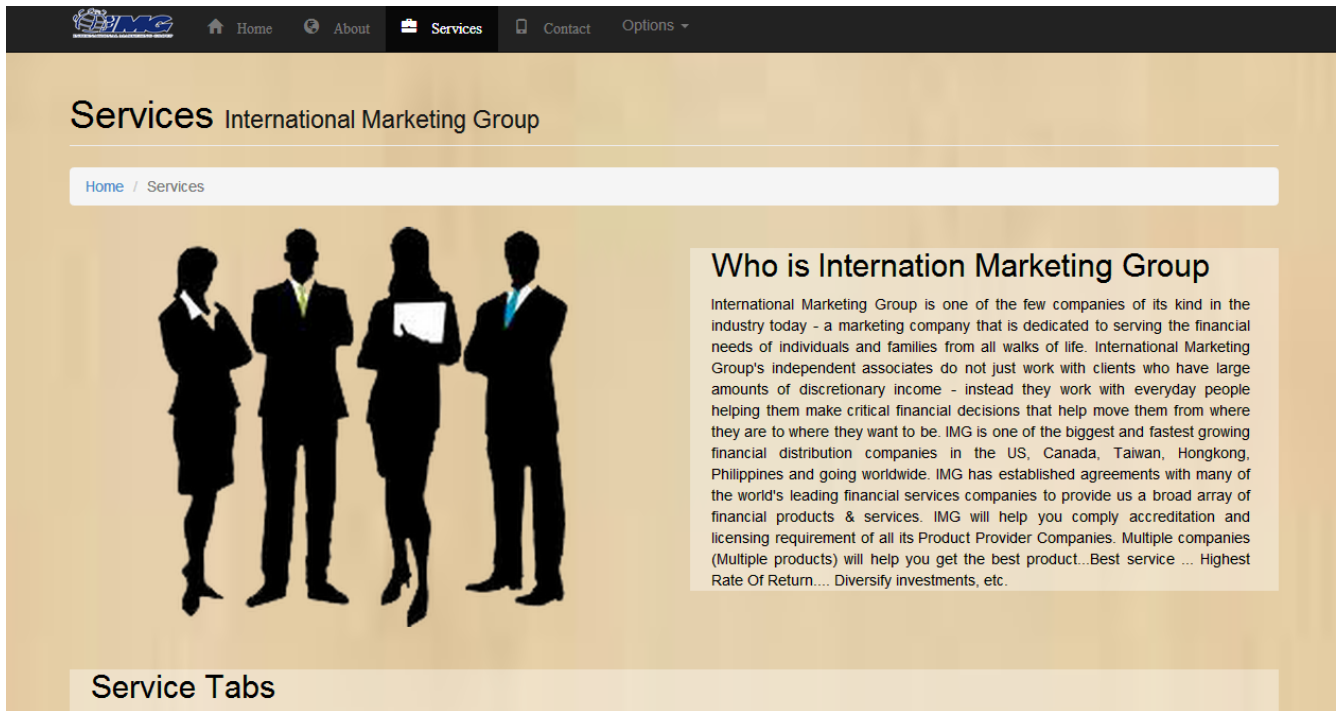 IMG
Home
About
Services
Contact
Options
Services International Marketing Group
Home / Services
Who is Internation Marketing Group
International Marketing Group is one of the few companies of its kind in the
industry today - a marketing company that is dedicated to serving the financial
needs of individuals and families from all walks of life. International Marketing
Group's independent associates do not just work with clients who have large
amounts of discretionary income - instead they work with everyday people
helping them make critical financial decisions that help move them from where
they are to where they want to be. IMG is one of the biggest and fastest growing
financial distribution companies in the US, Canada, Taiwan, Hongkong,
Philippines and going worldwide. IMG has established agreements with many of
the world's leading financial services companies to provide us a broad array of
financial products & services. IMG will help you comply accreditation and
licensing requirement of all its Product Provider Companies. Multiple companies
(Multiple products) will help you get the best product...Best service ... Highest
Rate Of Return.... Diversify investments, etc.
Service Tabs